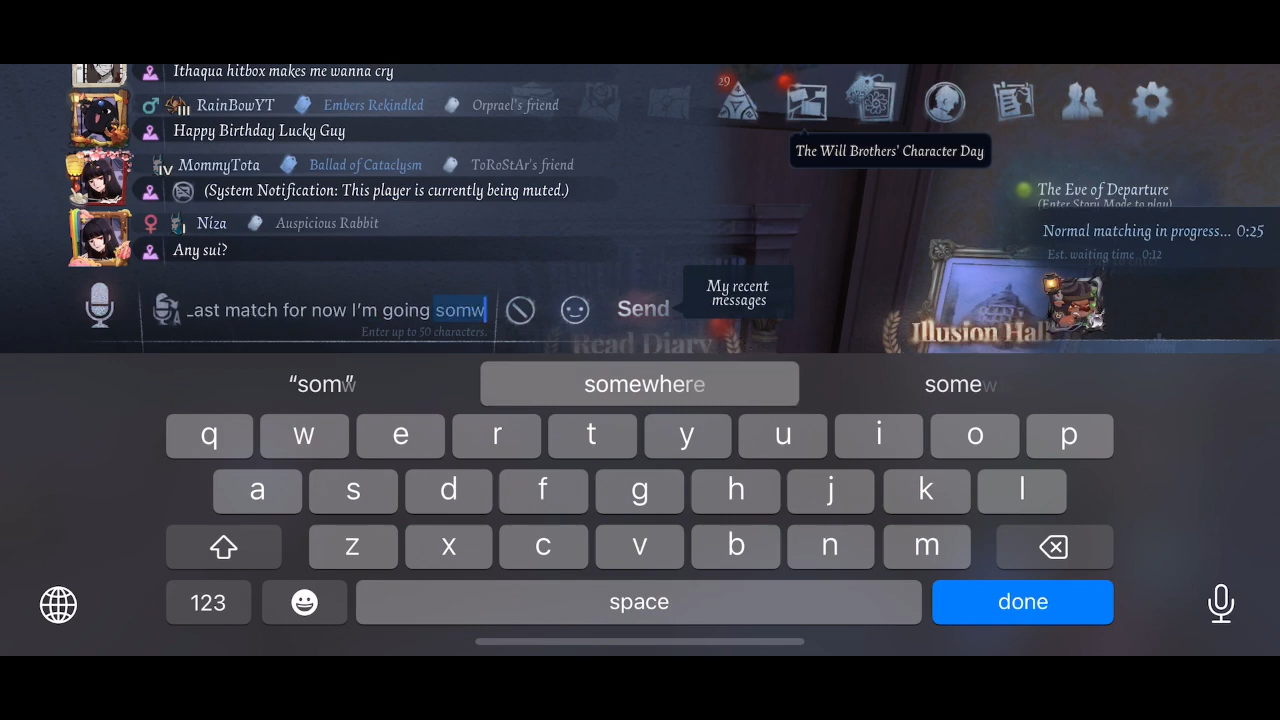 Ithaqua hitbox makes me wanna cry
RainBowYT Embers Rekindled Orprael's friend
Happy Birthday Lucky Guy
IV MommyTota Ballad of Cataclysm ToRoStAr's friend
(System Notification: This player is currently being muted.)
Níza Auspicious Rabbit
Any sui?
29
The Will Brothers' Character Day
The Eve of Departure
(Enter Story Mode to play)
Normal matching in progress... 0:25
Est. waiting time 0:12
My recent
messages
ast match for now I'm going somw
Send
Enter up to 50 characters.
Illusion Hall
Read Diary
“somw” somewhere somew
q w e r t y u i o p
a s d f g h j k l
z x c v b n m
123 space done